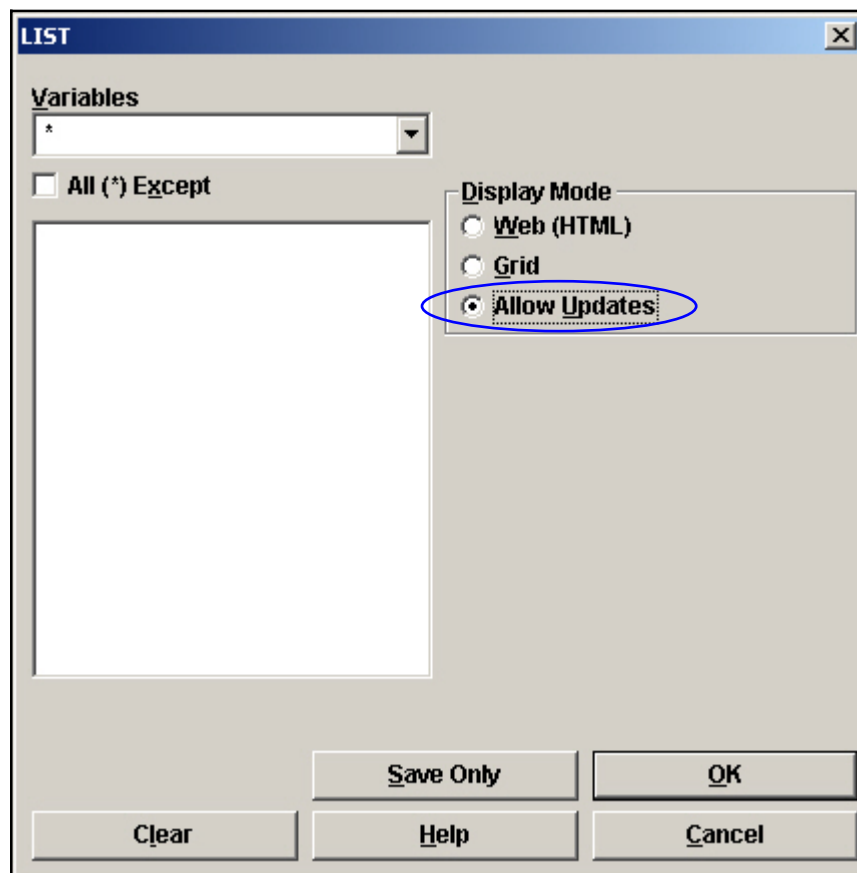 LIST
Variables
*
All (*) Except
Display Mode
Web (HTML)
Grid
Allow Updates
Save Only
OK
Clear
Help
Cancel